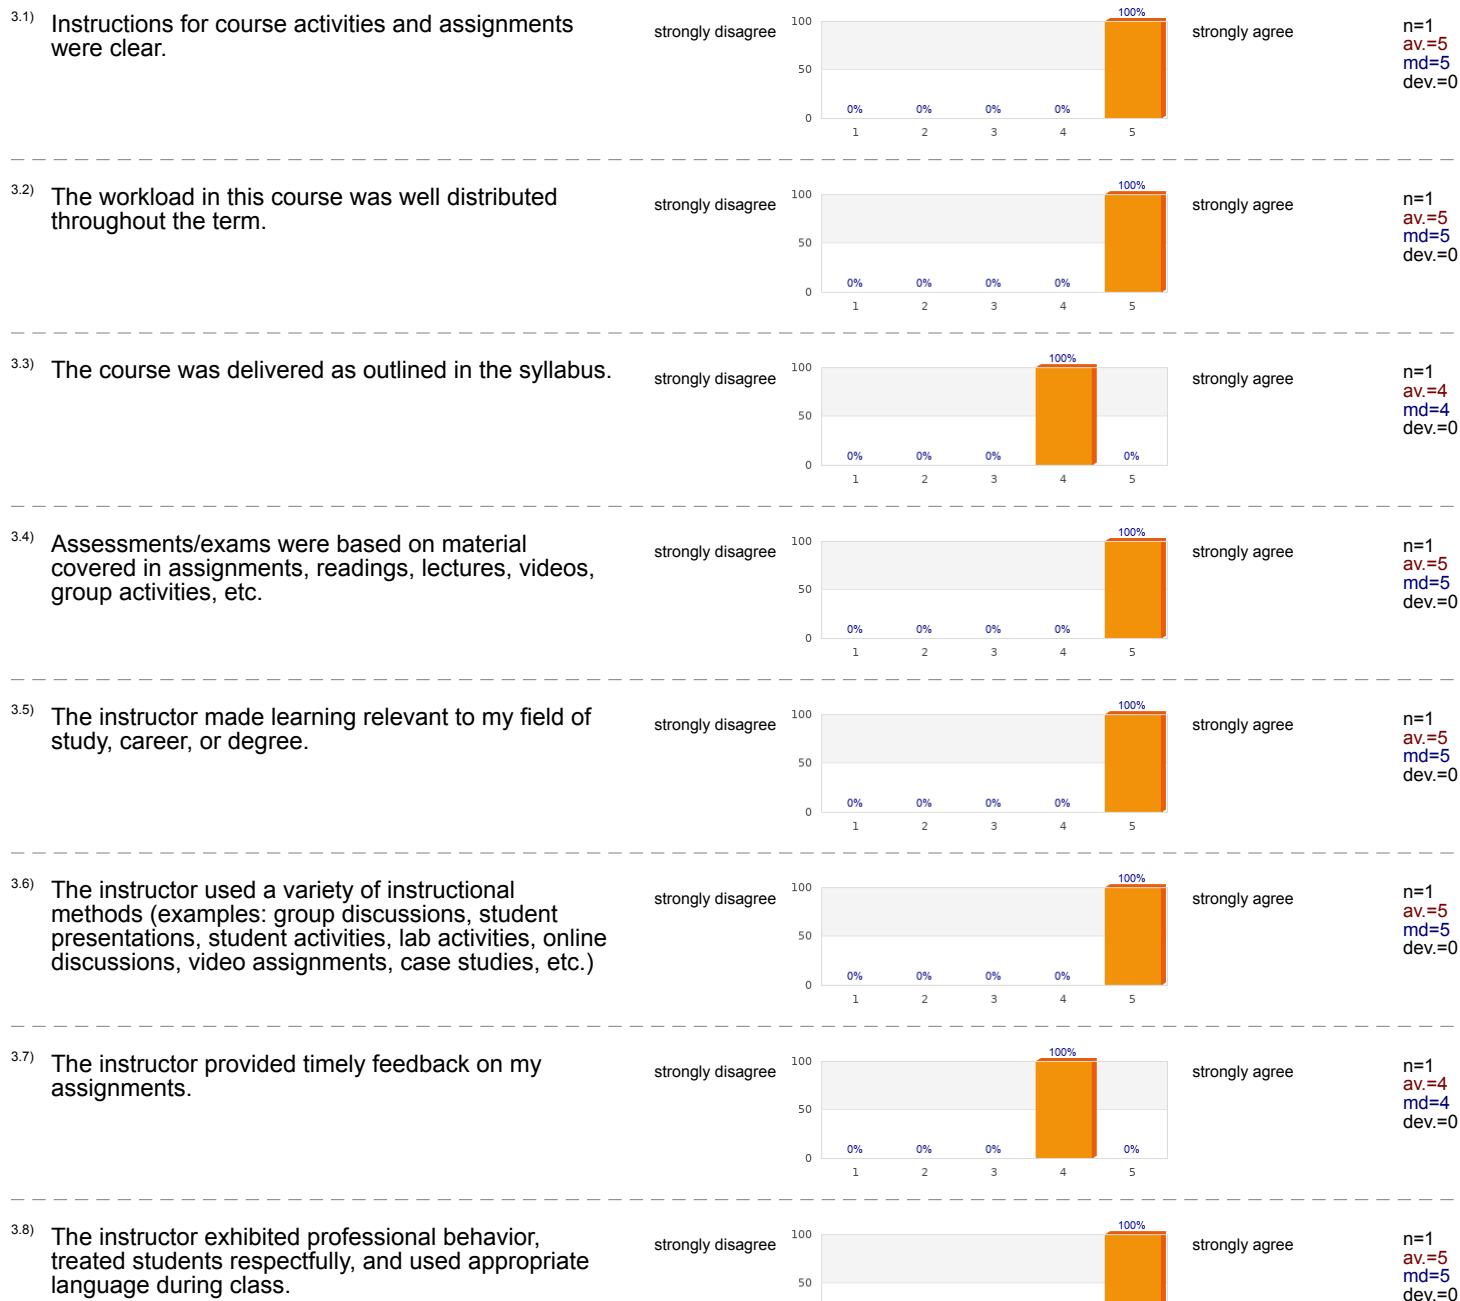 3.1) Instructions for course activities and assignments
were clear.
strongly disagree
100
50
0
0% 0% 0% 0% 100%
1 2 3 4 5
strongly agree
n=1
av.=5
md=5
dev.=0
3.2) The workload in this course was well distributed
throughout the term.
strongly disagree
100
50
0
0% 0% 0% 0% 100%
1 2 3 4 5
strongly agree
n=1
av.=5
md=5
dev.=0
3.3) The course was delivered as outlined in the syllabus.
strongly disagree
100
50
0
0% 0% 0% 100% 0%
1 2 3 4 5
strongly agree
n=1
av.=4
md=4
dev.=0
3.4) Assessments/exams were based on material
covered in assignments, readings, lectures, videos,
group activities, etc.
strongly disagree
100
50
0
0% 0% 0% 0% 100%
1 2 3 4 5
strongly agree
n=1
av.=5
md=5
dev.=0
3.5) The instructor made learning relevant to my field of
study, career, or degree.
strongly disagree
100
50
0
0% 0% 0% 0% 100%
1 2 3 4 5
strongly agree
n=1
av.=5
md=5
dev.=0
3.6) The instructor used a variety of instructional
methods (examples: group discussions, student
presentations, student activities, lab activities, online
discussions, video assignments, case studies, etc.)
strongly disagree
100
50
0
0% 0% 0% 0% 100%
1 2 3 4 5
strongly agree
n=1
av.=5
md=5
dev.=0
3.7) The instructor provided timely feedback on my
assignments.
strongly disagree
100
50
0
0% 0% 0% 100% 0%
1 2 3 4 5
strongly agree
n=1
av.=4
md=4
dev.=0
3.8) The instructor exhibited professional behavior,
treated students respectfully, and used appropriate
language during class.
strongly disagree
100
50
100%
strongly agree
n=1
av.=5
md=5
dev.=0